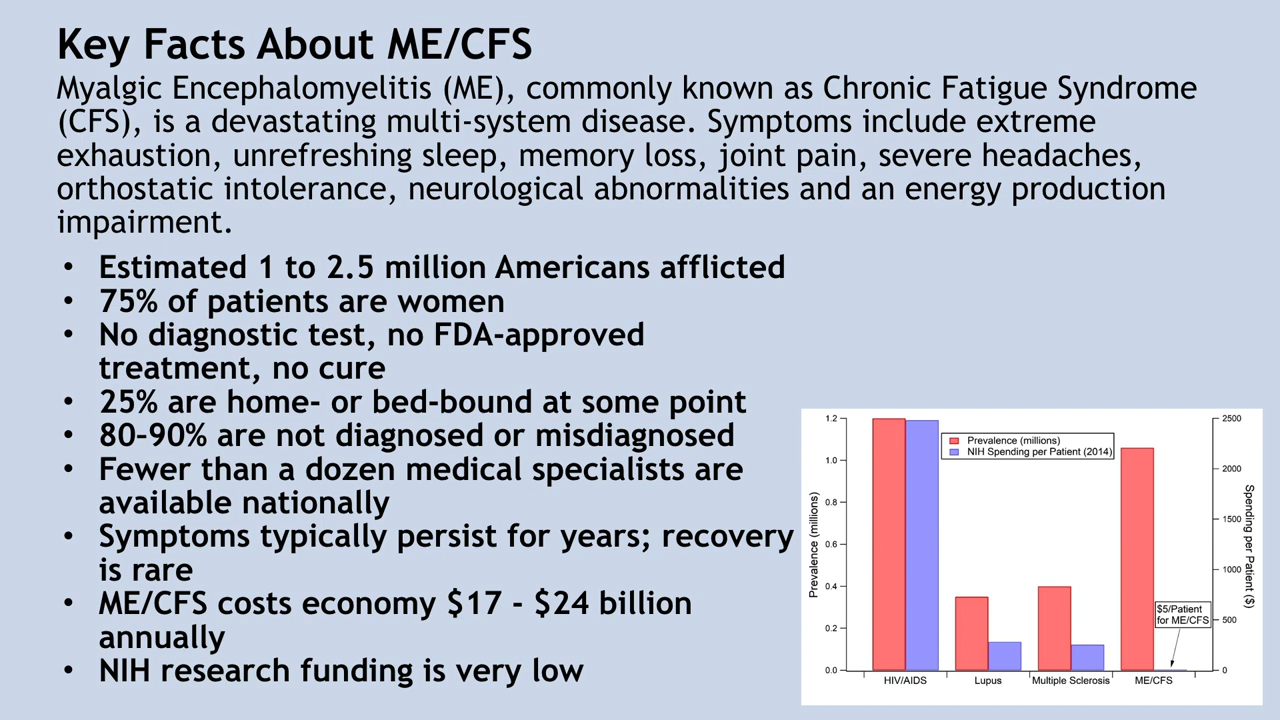 Key Facts About ME/CFS
Myalgic Encephalomyelitis (ME), commonly known as Chronic Fatigue Syndrome
(CFS), is a devastating multi-system disease. Symptoms include extreme
exhaustion, unrefreshing sleep, memory loss, joint pain, severe headaches,
orthostatic intolerance, neurological abnormalities and an energy production
impairment.
• Estimated 1 to 2.5 million Americans afflicted
• 75% of patients are women
• No diagnostic test, no FDA-approved
treatment, no cure
• 25% are home- or bed-bound at some point
• 80–90% are not diagnosed or misdiagnosed
• Fewer than a dozen medical specialists are
available nationally
• Symptoms typically persist for years; recovery
is rare
• ME/CFS costs economy $17 - $24 billion
annually
• NIH research funding is very low
Prevalence (millions)
1.2
1.0
0.8
0.6
0.4
0.2
0.0
Prevalence (millions)
NIH Spending per Patient (2014)
$5/Patient
for ME/CFS
2500
2000
1500
1000
500
0
Spending per Patient ($)
HIV/AIDS
Lupus
Multiple Sclerosis
ME/CFS